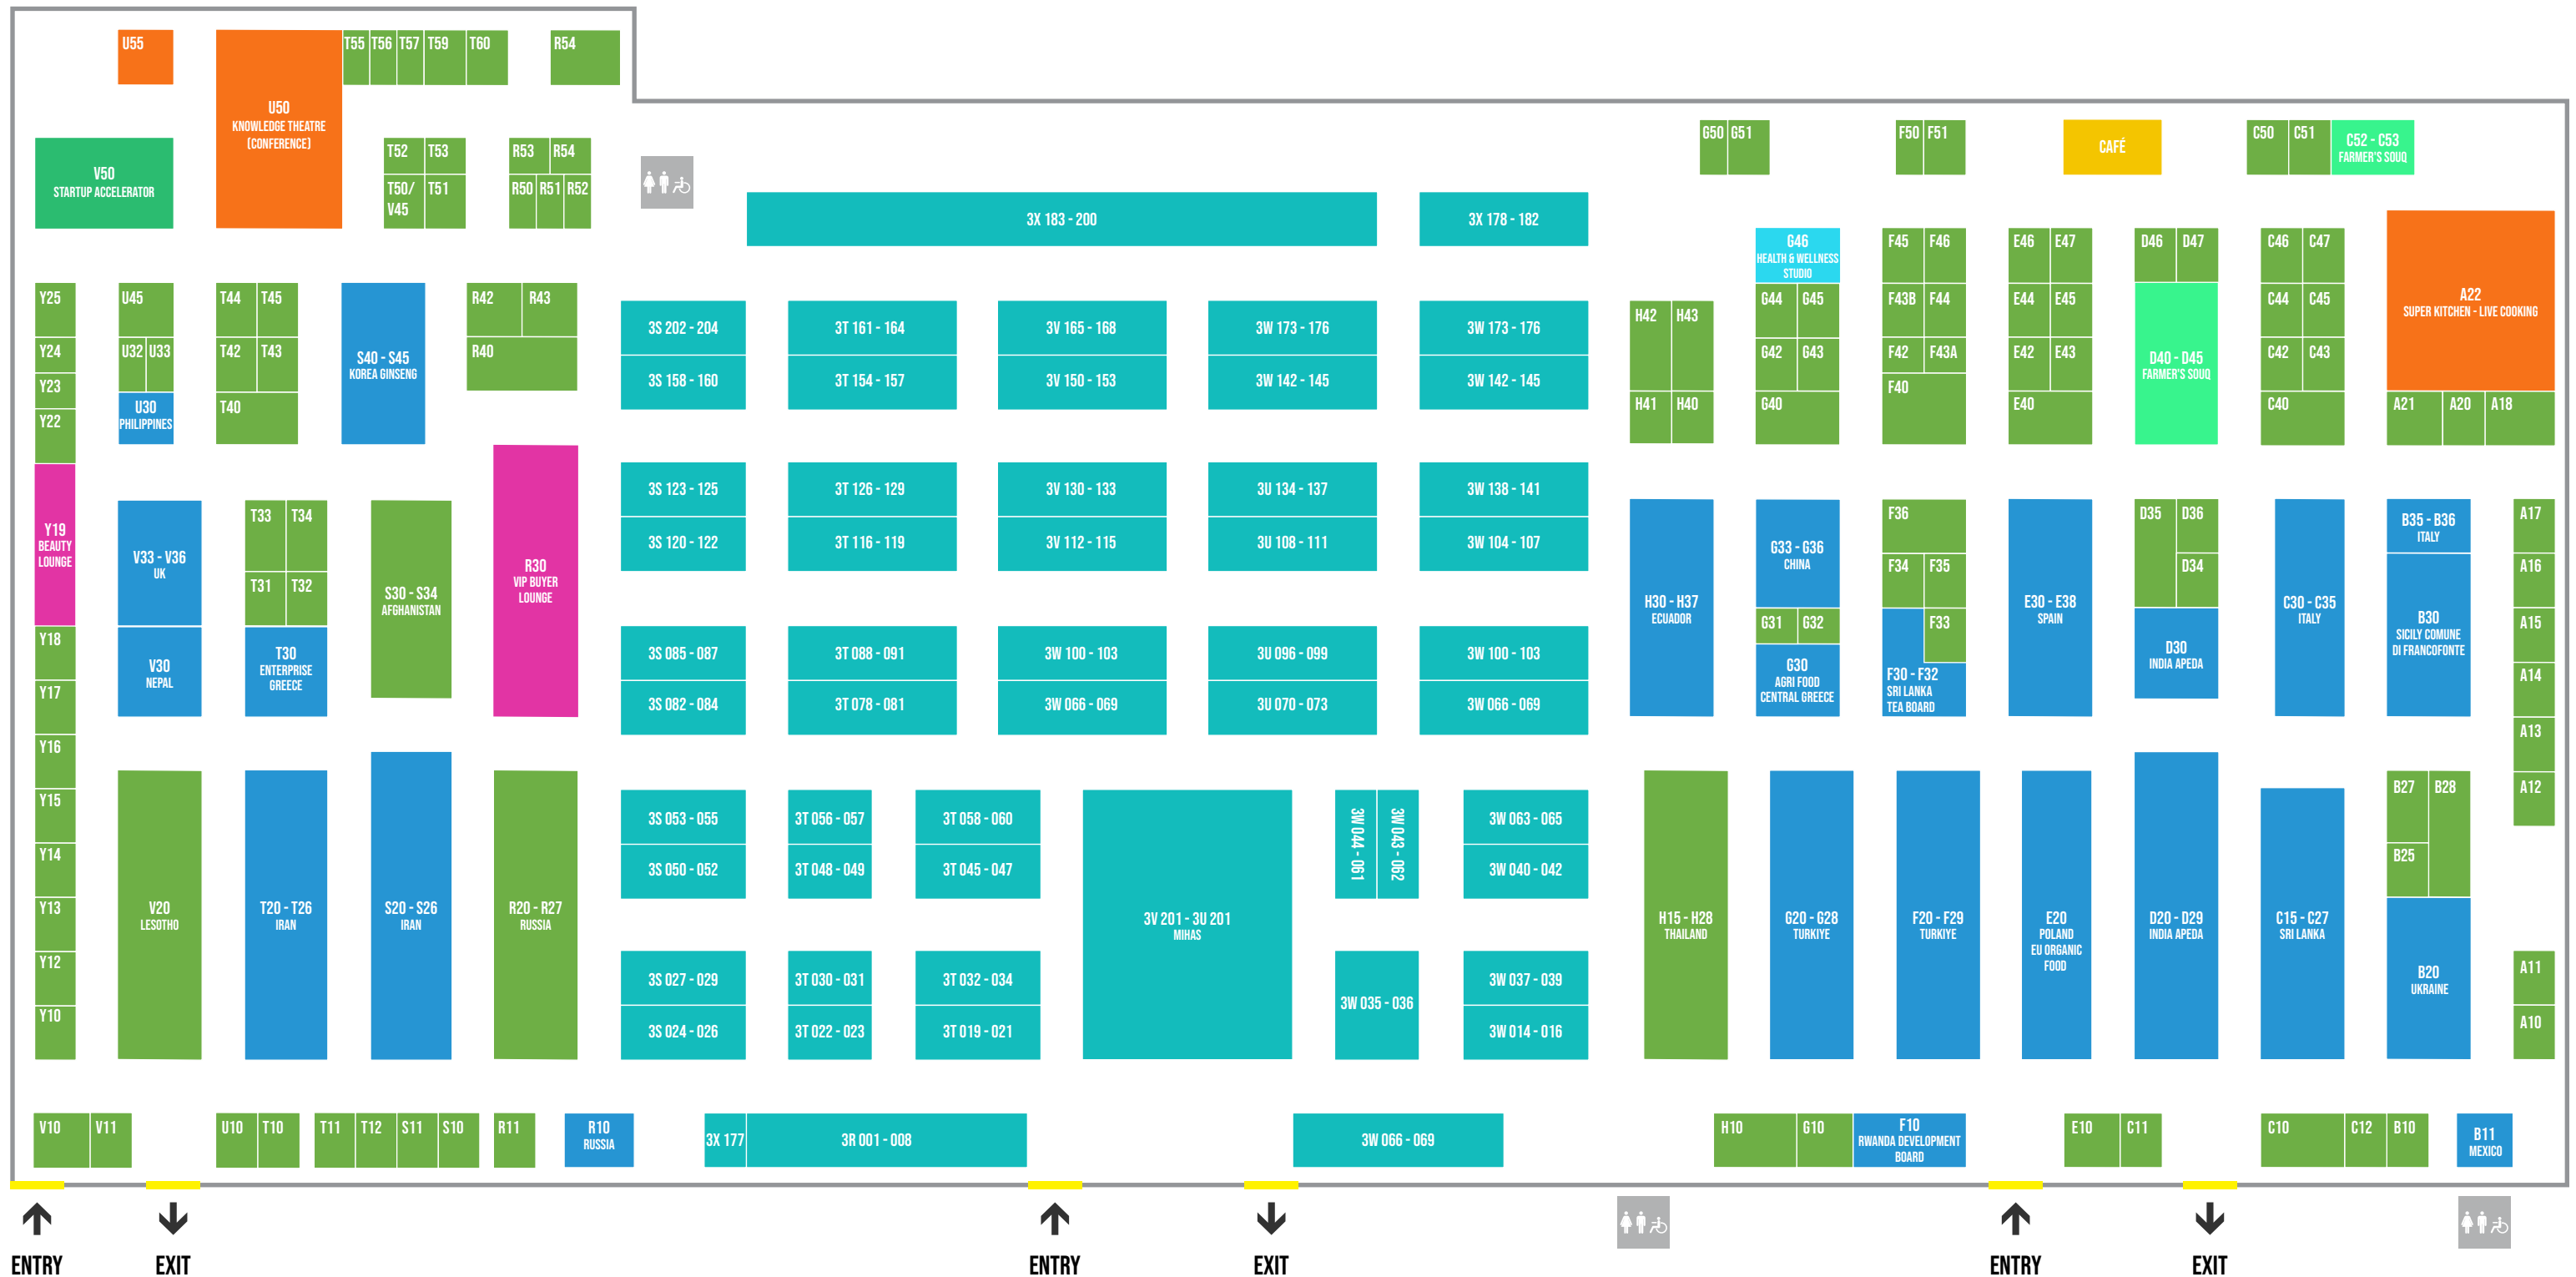 U55
U50
KNOWLEDGE THEATRE
(CONFERENCE)
T55
T56
T57
T59
T60
R54
V50
STARTUP ACCELERATOR
T52
T53
T50/
V45
T51
R53
R54
R50
R51
R52
3X 183 - 200
3X 178 - 182
G50
G51
F50
F51
CAFÉ
C50
C51
C52 - C53
FARMER'S SOUQ
Y25
Y24
Y23
Y22
Y19
BEAUTY
LOUNGE
Y18
Y17
Y16
Y15
Y14
Y13
Y12
Y10
U45
U32
U33
U30
PHILIPPINES
T44
T45
T42
T43
T40
S40 - S45
KOREA GINSENG
R42
R43
R40
3S 202 - 204
3T 161 - 164
3V 165 - 168
3W 173 - 176
3W 173 - 176
3S 158 - 160
3T 154 - 157
3V 150 - 153
3W 142 - 145
3W 142 - 145
H42
H43
H41
H40
G46
HEALTH & WELLNESS
STUDIO
G44
G45
G42
G43
G40
F45
F46
F43B
F44
F42
F43A
F40
E46
E47
E44
E45
E42
E43
E40
D46
D47
D40 - D45
FARMER'S SOUQ
C46
C47
C44
C45
C42
C43
C40
A22
SUPER KITCHEN - LIVE COOKING
A21
A20
A18
V33 - V36
UK
V30
NEPAL
T33
T34
T31
T32
T30
ENTERPRISE
GREECE
S30 - S34
AFGHANISTAN
R30
VIP BUYER
LOUNGE
3S 123 - 125
3T 126 - 129
3V 130 - 133
3U 134 - 137
3W 138 - 141
3S 120 - 122
3T 116 - 119
3V 112 - 115
3U 108 - 111
3W 104 - 107
3S 085 - 087
3T 088 - 091
3W 100 - 103
3U 096 - 099
3W 100 - 103
3S 082 - 084
3T 078 - 081
3W 066 - 069
3U 070 - 073
3W 066 - 069
H30 - H37
ECUADOR
G33 - G36
CHINA
G31
G32
G30
AGRI FOOD
CENTRAL GREECE
F36
F34
F35
F33
F30 - F32
SRI LANKA
TEA BOARD
E30 - E38
SPAIN
D35
D36
D34
D30
INDIA APEDA
C30 - C35
ITALY
B35 - B36
ITALY
B30
SICILY COMUNE
DI FRANCOFONTE
A17
A16
A15
A14
A13
A12
A11
A10
V20
LESOTHO
T20 - T26
IRAN
S20 - S26
IRAN
R20 - R27
RUSSIA
3S 053 - 055
3T 056 - 057
3T 058 - 060
3S 050 - 052
3T 048 - 049
3T 045 - 047
3V 201 - 3U 201
MIHAS
3W 044 - 061
3W 043 - 062
3W 063 - 065
3W 040 - 042
3S 027 - 029
3T 030 - 031
3T 032 - 034
3W 035 - 036
3W 037 - 039
3S 024 - 026
3T 022 - 023
3T 019 - 021
3W 014 - 016
H15 - H28
THAILAND
G20 - G28
TURKIYE
F20 - F29
TURKIYE
E20
POLAND
EU ORGANIC
FOOD
D20 - D29
INDIA APEDA
C15 - C27
SRI LANKA
B27
B28
B25
B20
UKRAINE
V10
V11
U10
T10
T11
T12
S11
S10
R11
R10
RUSSIA
3X 177
3R 001 - 008
3W 066 - 069
H10
G10
F10
RWANDA DEVELOPMENT
BOARD
E10
C11
C10
C12
B10
B11
MEXICO
ENTRY
EXIT
ENTRY
EXIT
ENTRY
EXIT